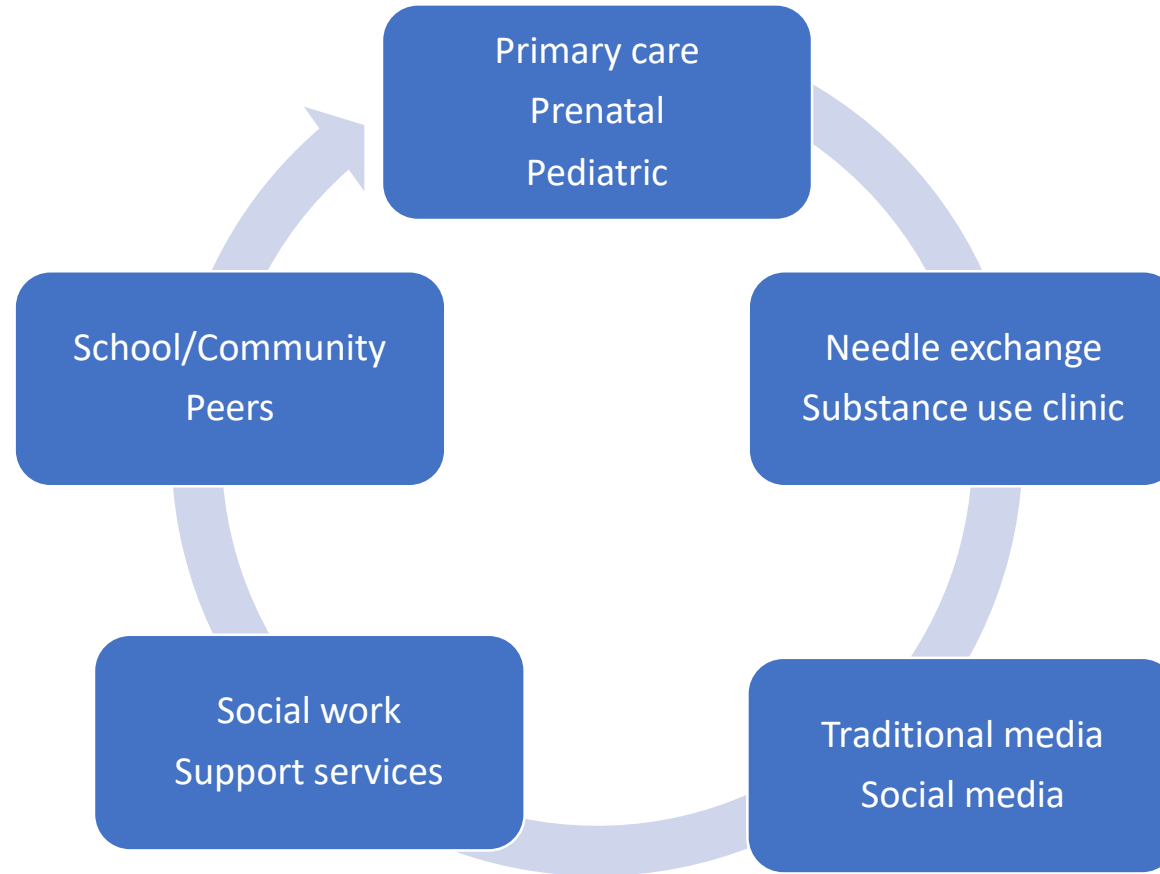 Primary care
Prenatal
Pediatric
Needle exchange
Substance use clinic
Traditional media
Social media
Social work
Support services
School/Community
Peers